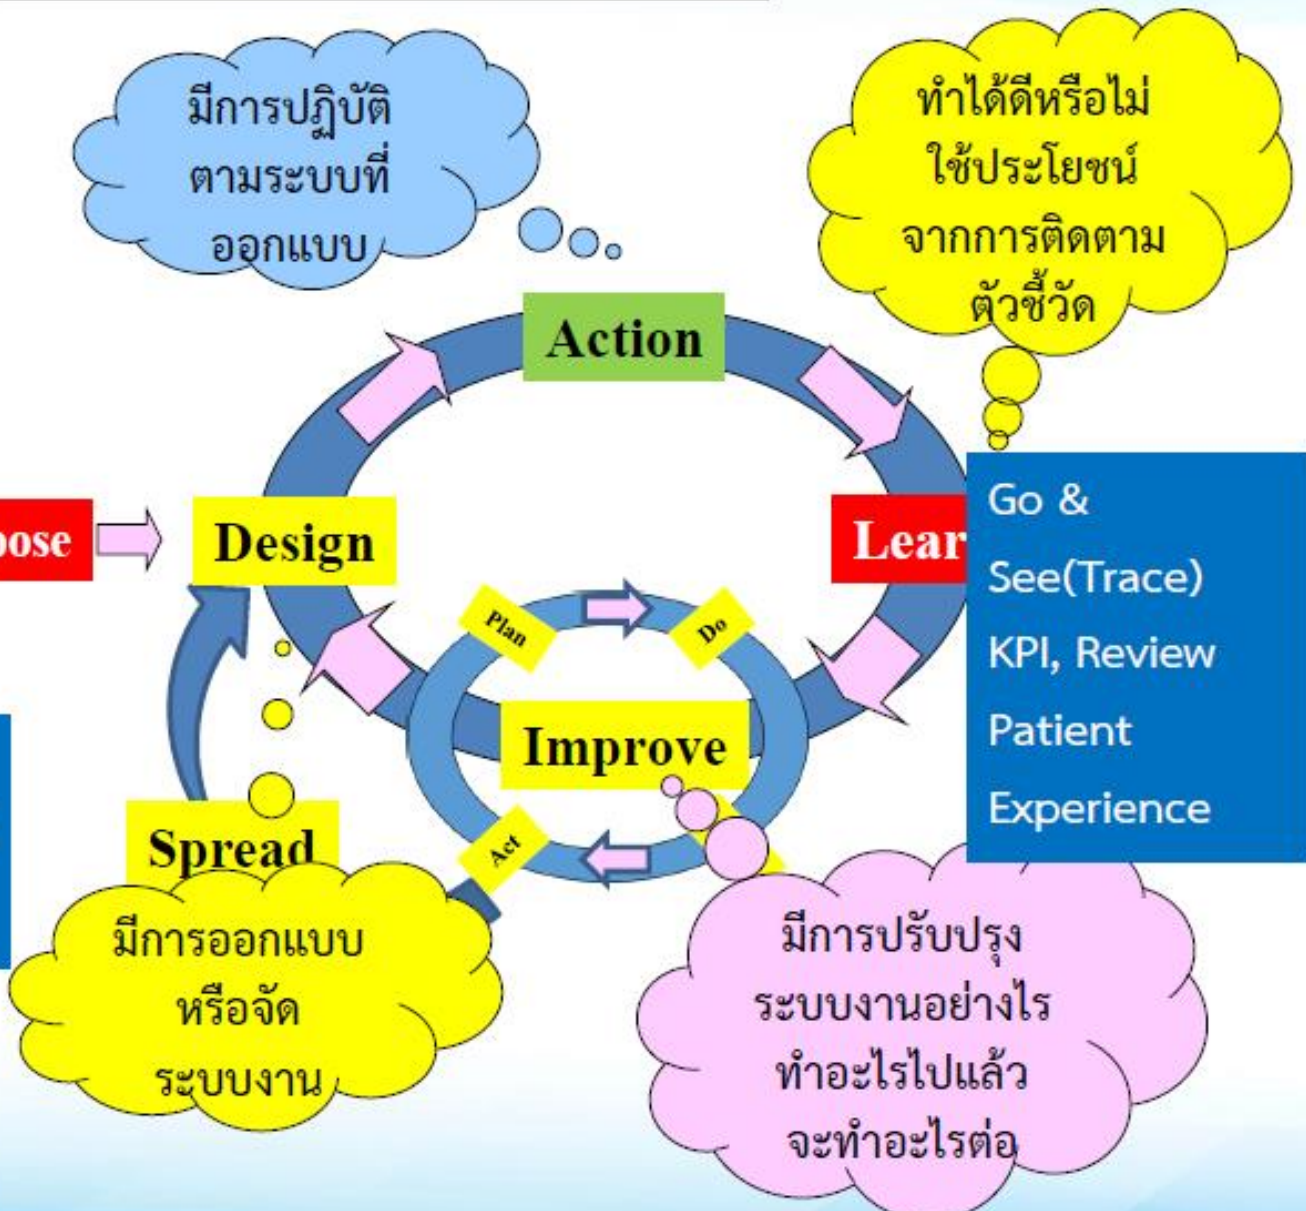 มีการปฏิบัติ
ตามระบบที่
ออกแบบ
ทำได้ดีหรือไม่
ใช้ประโยชน์
จากการติดตาม
ตัวชี้วัด
Action
pose
Design
Lear
Go &
See(Trace)
KPI, Review
Patient
Experience
Plan
Do
Improve
Act
Spread
มีการออกแบบ
หรือจัด
ระบบงาน
มีการปรับปรุง
ระบบงานอย่างไร
ทำอะไรไปแล้ว
จะทำอะไรต่อ